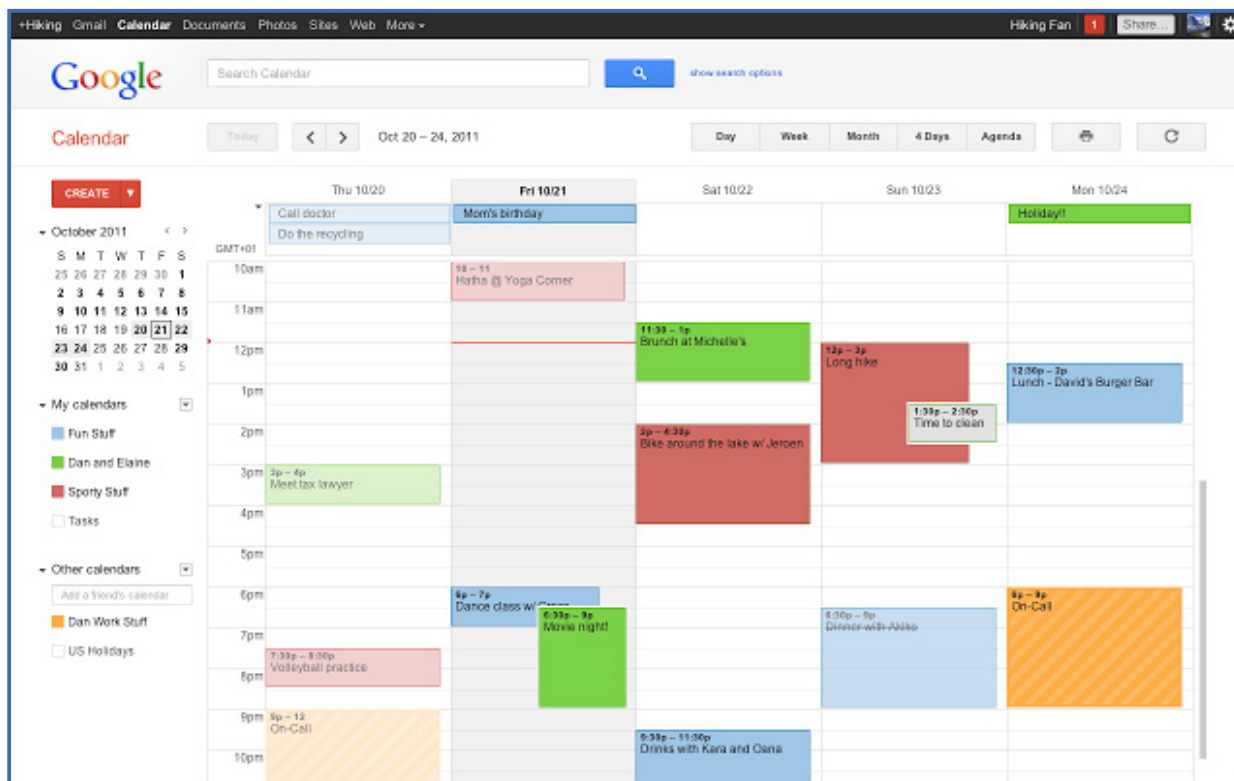 +Hiking Gmail Calendar Documents Photos Sites Web More
Hiking Fan 1 Share...
Google
Search Calendar
show search options
Calendar
Today
Oct 20 – 24, 2011
Day Week Month 4 Days Agenda
CREATE
Thu 10/20 Fri 10/21 Sat 10/22 Sun 10/23 Mon 10/24
Call doctor
Do the recycling
Mom's birthday
Holiday!!
GMT+01
October 2011
S M T W T F S
25 26 27 28 29 30 1
2 3 4 5 6 7 8
9 10 11 12 13 14 15
16 17 18 19 20 21 22
23 24 25 26 27 28 29
30 31 1 2 3 4 5
My calendars
Fun Stuff
Dan and Elaine
Sporty Stuff
Tasks
Other calendars
Add a friend's calendar
Dan Work Stuff
US Holidays
10am
11am
12pm
1pm
2pm
3pm
4pm
5pm
6pm
7pm
8pm
9pm
10pm
3p – 4p
Meet tax lawyer
7:30p – 8:30p
Volleyball practice
9p – 12
On-Call
10 – 11
Hatha @ Yoga Corner
6p – 7p
Dance class w/
6:30p – 9p
Movie night!
11:30 – 1p
Brunch at Michelle's
2p – 4:30p
Bike around the lake w/ Jeroen
9:30p – 11:30p
Drinks with Kara and Oana
12p – 3p
Long hike
1:30p – 2:30p
Time to clean
6:30p – 9p
Dinner with Akiko
12:30p – 2p
Lunch - David's Burger Bar
6p – 9p
On-Call